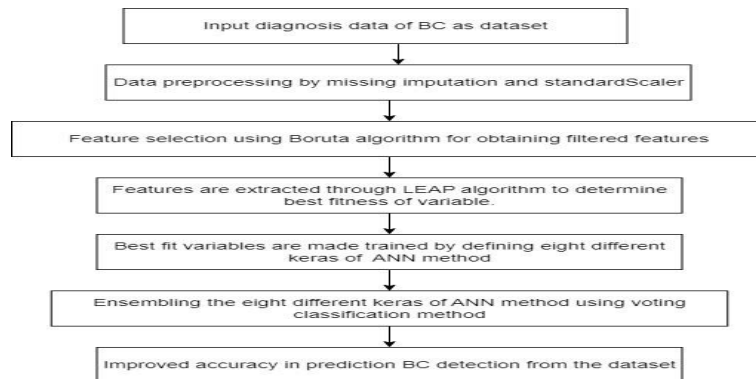 Input diagnosis data of BC as dataset
Data preprocessing by missing imputation and standardScaler
Feature selection using Boruta algorithm for obtaining filtered features
Features are extracted through LEAP algorithm to determine
best fitness of variable.
Best fit variables are made trained by defining eight different
keras of ANN method
Ensembling the eight different keras of ANN method using voting
classification method
Improved accuracy in prediction BC detection from the dataset